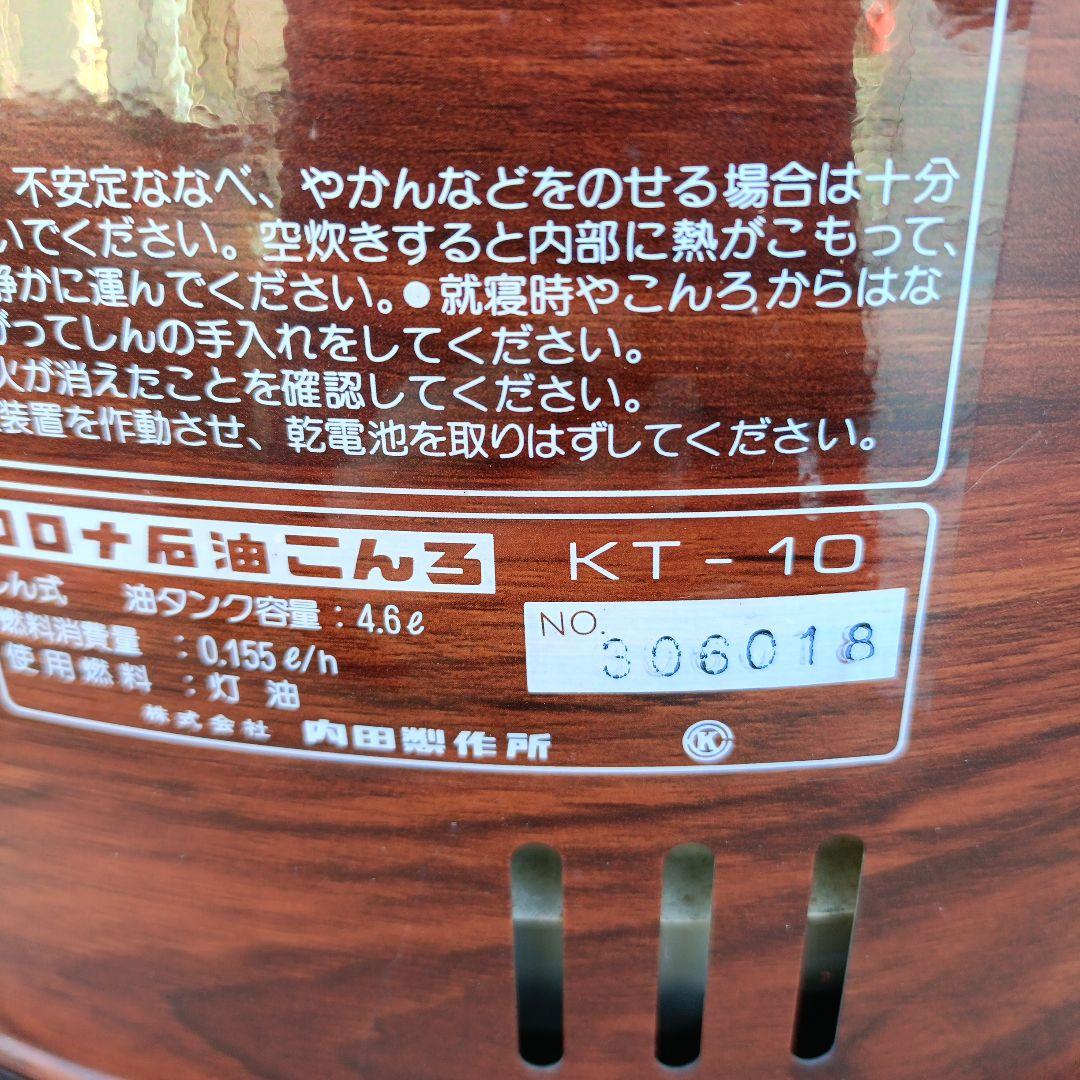 不安定ななべ、やかんなどをのせる場合は十分
いでください。空炊きすると内部に熱がこもって、
静かに運んでください。●就寝時やこんろからはな
がってしんの手入れをしてください。
火が消えたことを確認してください。
装置を作動させ、乾電池を取りはずしてください。
コロナ石油こんろ KT-10
しん式 油タンク容量:4.6ℓ
NO. 306018
燃料消費量 :0.155ℓ/h
使用燃料 :灯油
株式会社 内田製作所 K